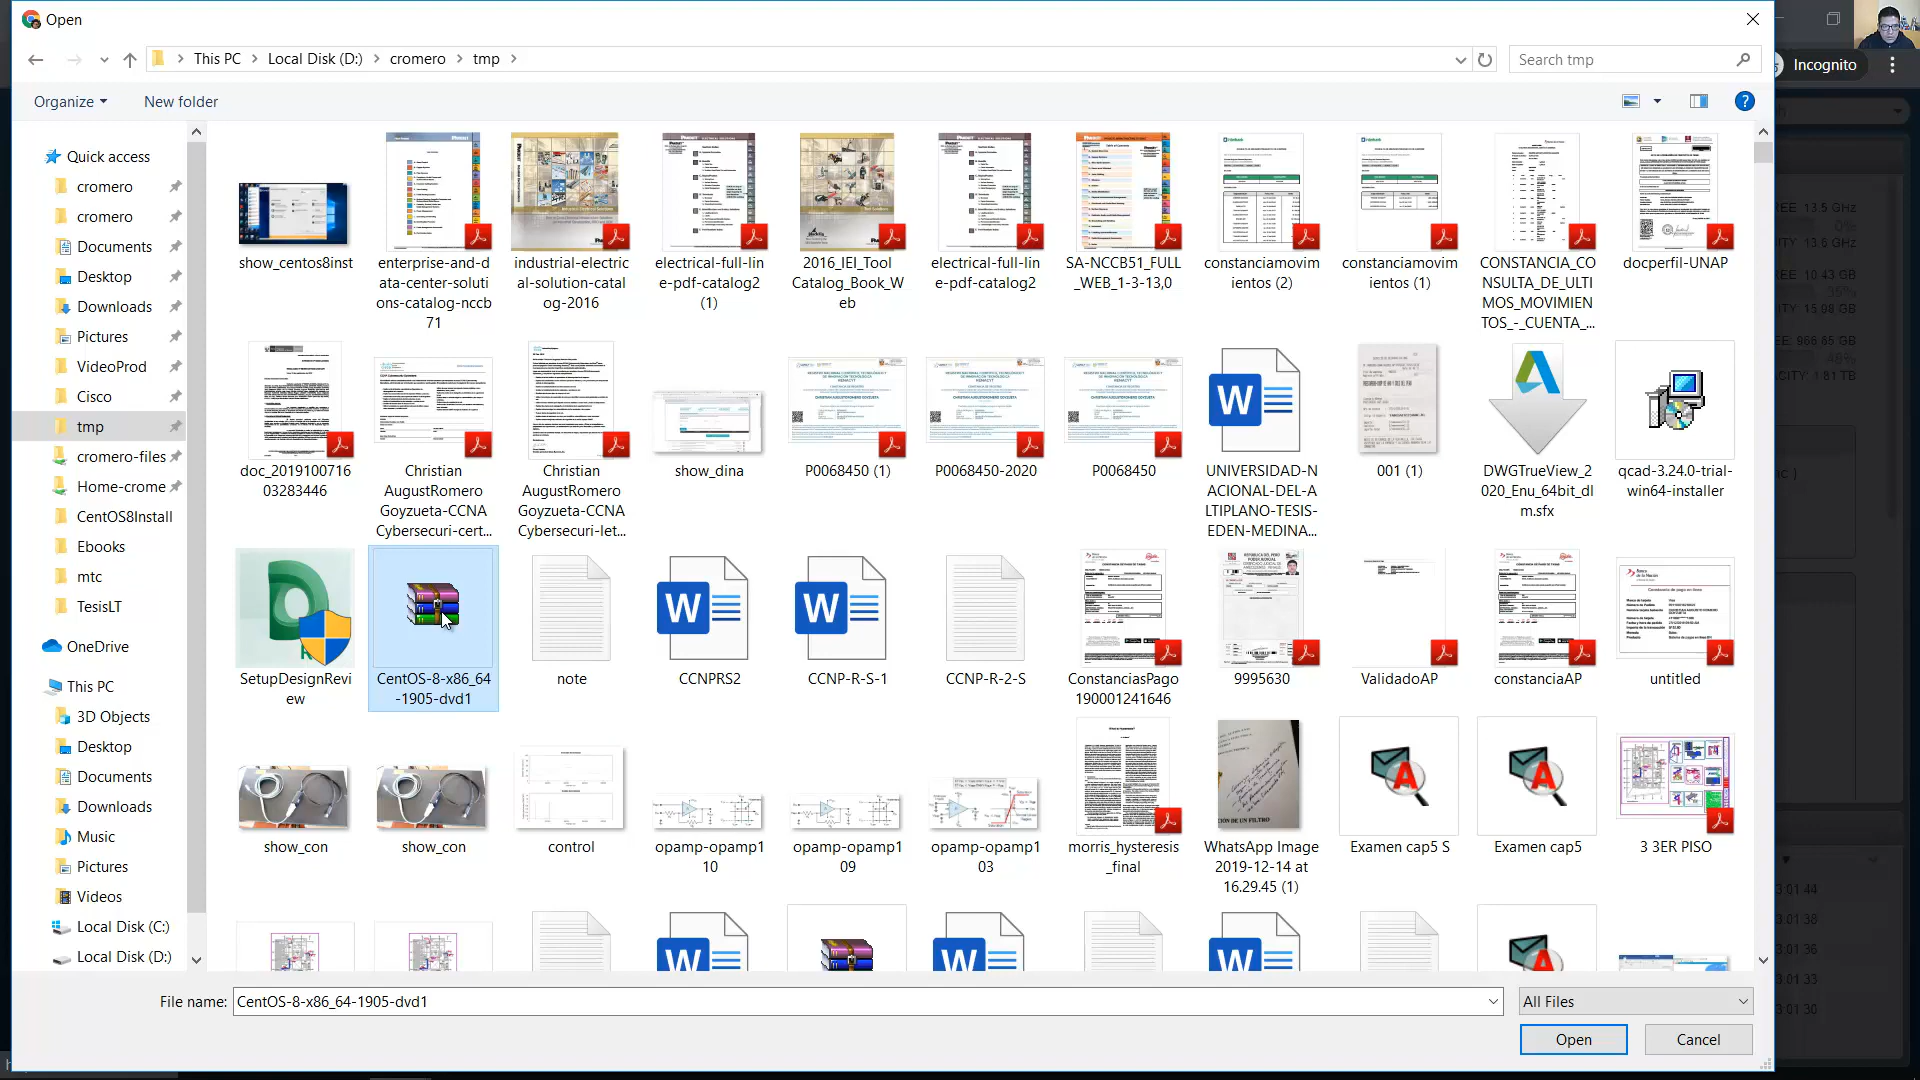 Open
Incognito
This PC
Local Disk (D:)
cromero
tmp
Search tmp
Organize
New folder
Quick access
cromero
cromero
Documents
Desktop
Downloads
Pictures
VideoProd
Cisco
tmp
cromero-files
Home-crome
CentOS8Install
Ebooks
mtc
TesisLT
OneDrive
This PC
3D Objects
Desktop
Documents
Downloads
Music
Pictures
Videos
Local Disk (C:)
Local Disk (D:)
show_centos8inst
enterprise-and-d
ata-center-soluti
ons-catalog-nccb
71
industrial-electric
al-solution-catal
og-2016
electrical-full-lin
e-pdf-catalog2
(1)
2016_IEI_Tool
Catalog_Book_W
eb
electrical-full-lin
e-pdf-catalog2
SA-NCCB51_FULL
_WEB_1-3-13,0
constanciamovim
ientos (2)
constanciamovim
ientos (1)
CONSTANCIA_CO
NSULTA_DE_ULTI
MOS_MOVIMIEN
TOS_-_CUENTA_...
docperfil-UNAP
doc_2019100716
03283446
Christian
AugustRomero
Goyzueta-CCNA
Cybersecuri-cert...
Christian
AugustRomero
Goyzueta-CCNA
Cybersecuri-let...
show_dina
P0068450 (1)
P0068450-2020
P0068450
UNIVERSIDAD-N
ACIONAL-DEL-A
LTIPLANO-TESIS-
EDEN-MEDINA...
001 (1)
DWGTrueView_2
020_Enu_64bit_dl
m.sfx
qcad-3.24.0-trial-
win64-installer
SetupDesignRevi
ew
CentOS-8-x86_64
-1905-dvd1
note
CCNPRS2
CCNP-R-S-1
CCNP-R-2-S
ConstanciasPago
190001241646
9995630
ValidadoAP
constanciaAP
untitled
show_con
show_con
control
opamp-opamp1
10
opamp-opamp1
09
opamp-opamp1
03
morris_hysteresis
_final
WhatsApp Image
2019-12-14 at
16.29.45 (1)
Examen cap5 S
Examen cap5
3 3ER PISO
File name:
CentOS-8-x86_64-1905-dvd1
All Files
Open
Cancel